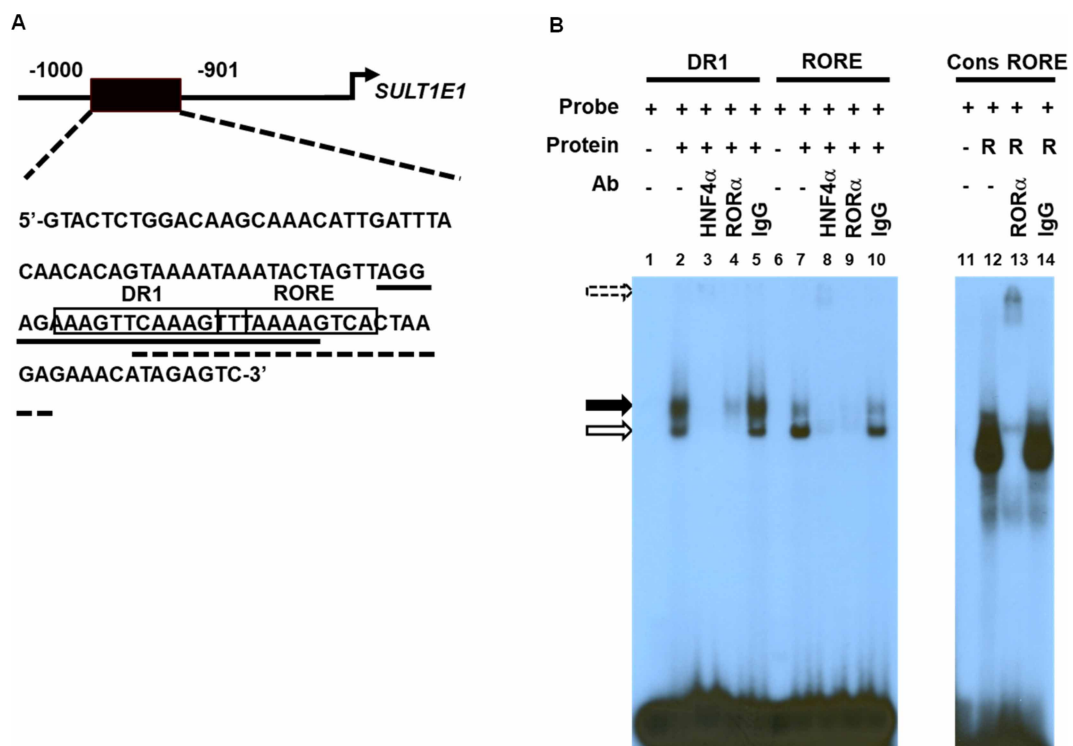 A
-1000 -901
SULT1E1
5'-GTACTCTGGACAAGCAAACATTGATTTA
CAACACAGTAAAATAAATACTAGTTAGG
DR1 RORE
AGAAAGTTCAAAGTTTAAAAGTCACTAA
GAGAAACATAGAGTC-3'
B
DR1 RORE Cons RORE
Probe + + + + + + + + + + + + + +
Protein - + + + + - + + + + - R R R
Ab - - HNF4α RORα IgG - - HNF4α RORα IgG - - RORα IgG
1 2 3 4 5 6 7 8 9 10 11 12 13 14